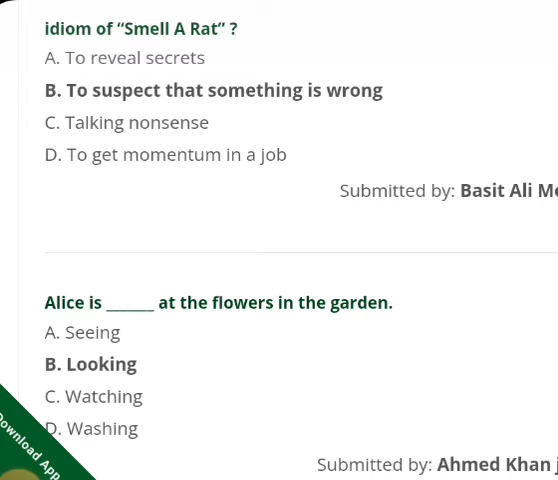 idiom of “Smell A Rat” ?
A. To reveal secrets
B. To suspect that something is wrong
C. Talking nonsense
D. To get momentum in a job
Submitted by: Basit Ali
Alice is ______ at the flowers in the garden.
A. Seeing
B. Looking
C. Watching
D. Washing
Download App
Submitted by: Ahmed Khan